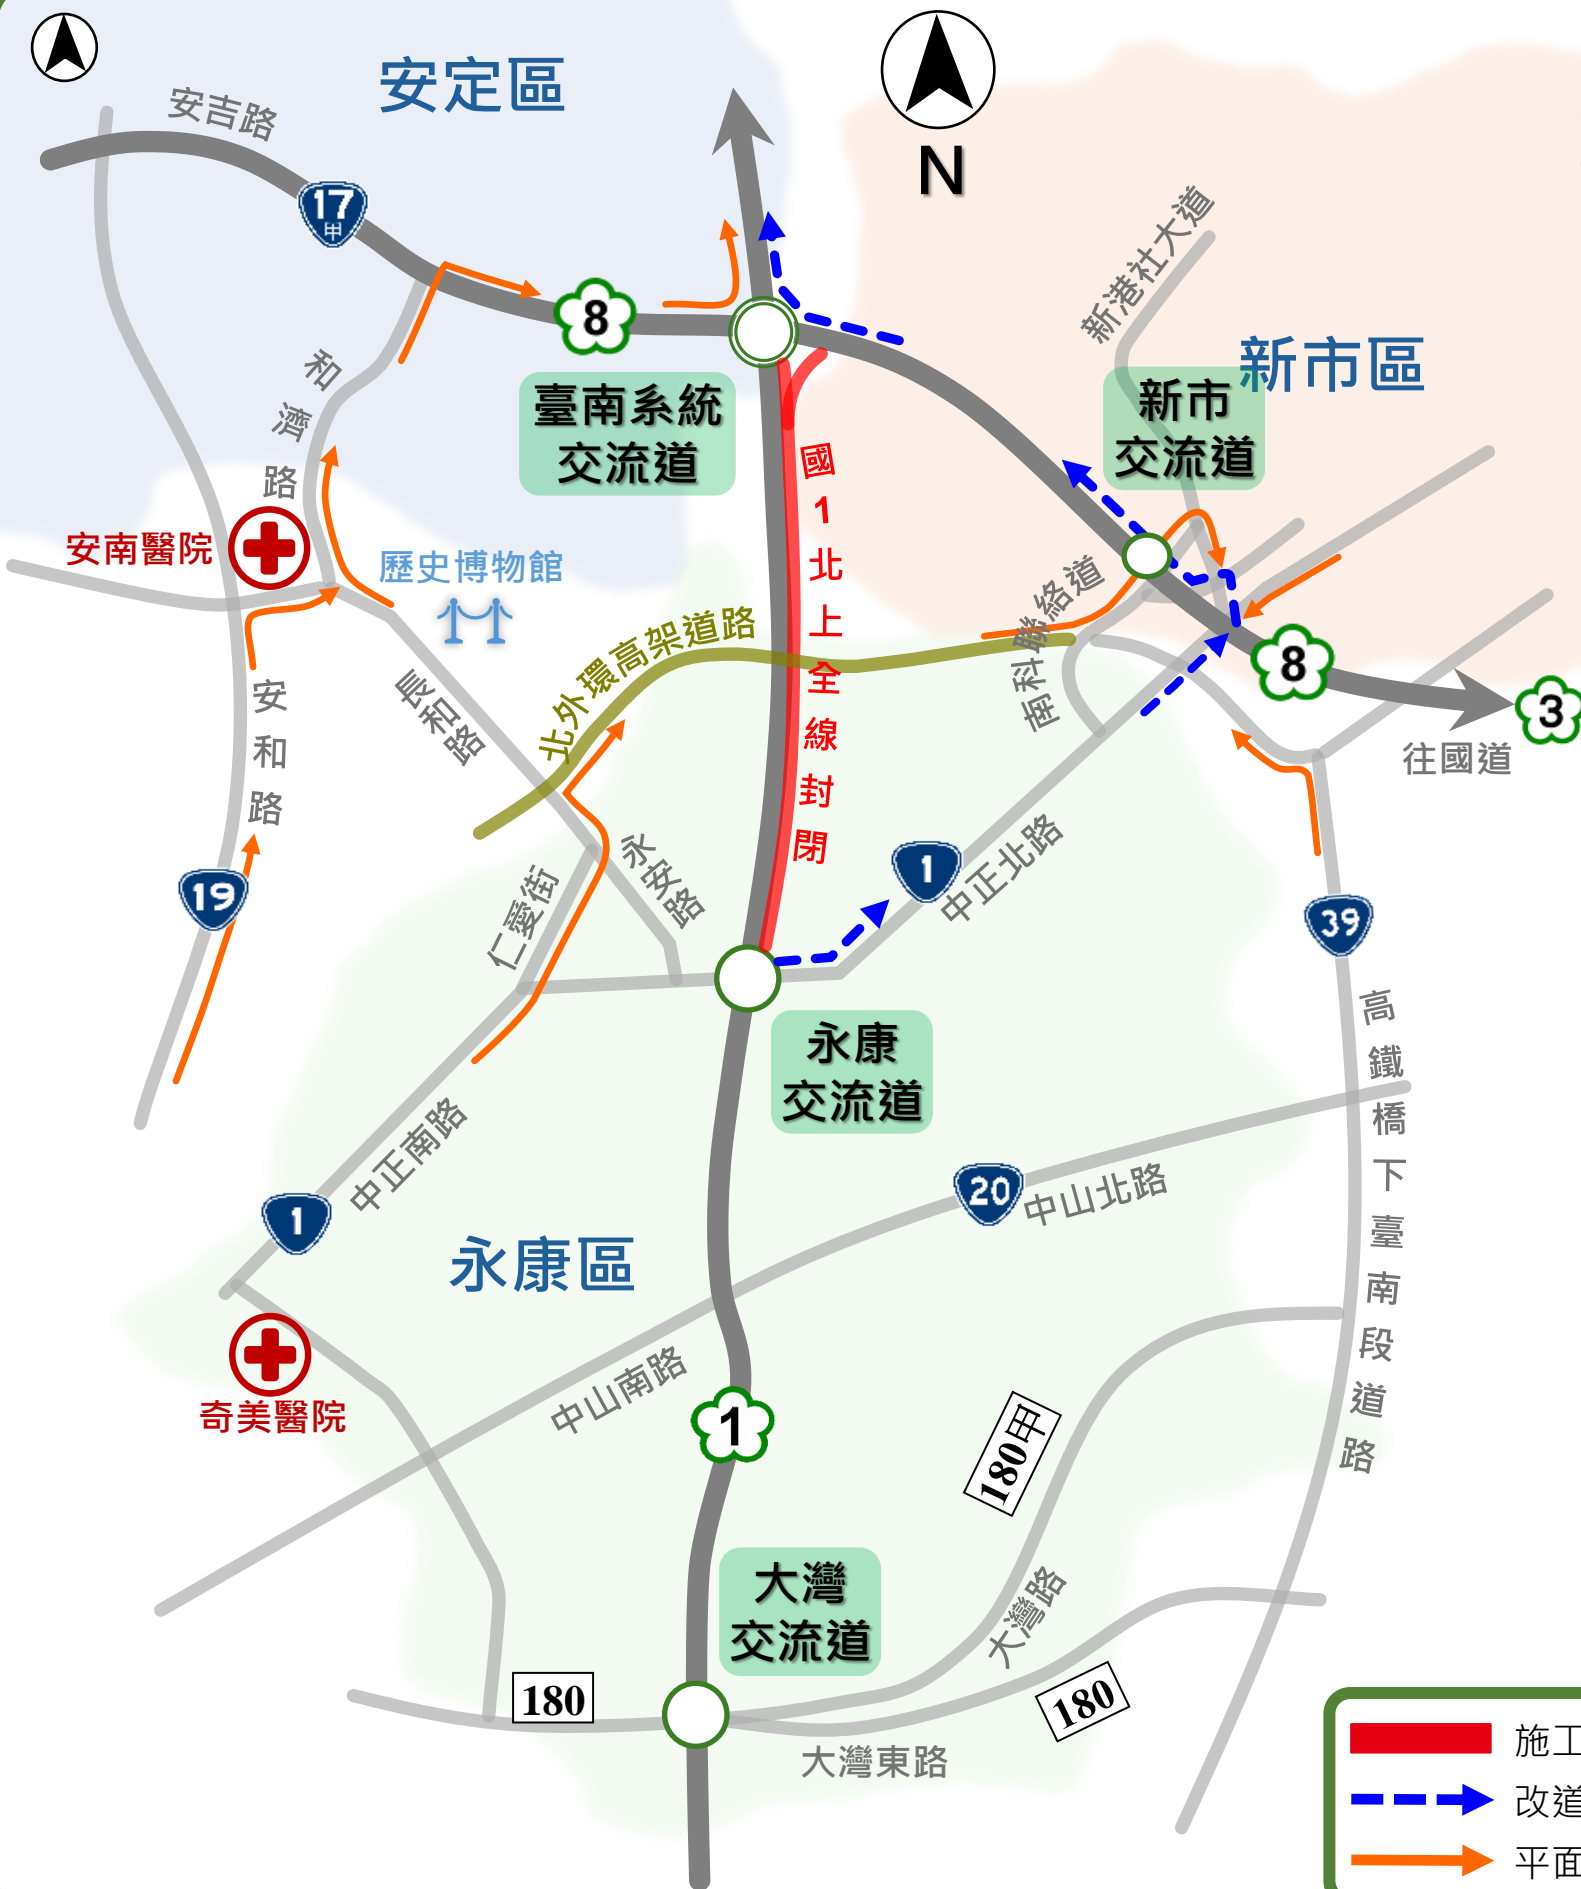 安定區
安吉路
17
甲
N
新港社大道
8
新市區
臺南系統
交流道
新市
交流道
和濟路
國1北上全線封閉
安南醫院
歷史博物館
南科聯絡道
北外環高架道路
8
3
往國道
安和路
長和路
永安路
仁愛街
1
中正北路
19
39
永康
交流道
高鐵橋下臺南段道路
中正南路
1
20
中山北路
永康區
奇美醫院
中山南路
1
180甲
大灣
交流道
大灣路
180
180
大灣東路
施工
改道
平面